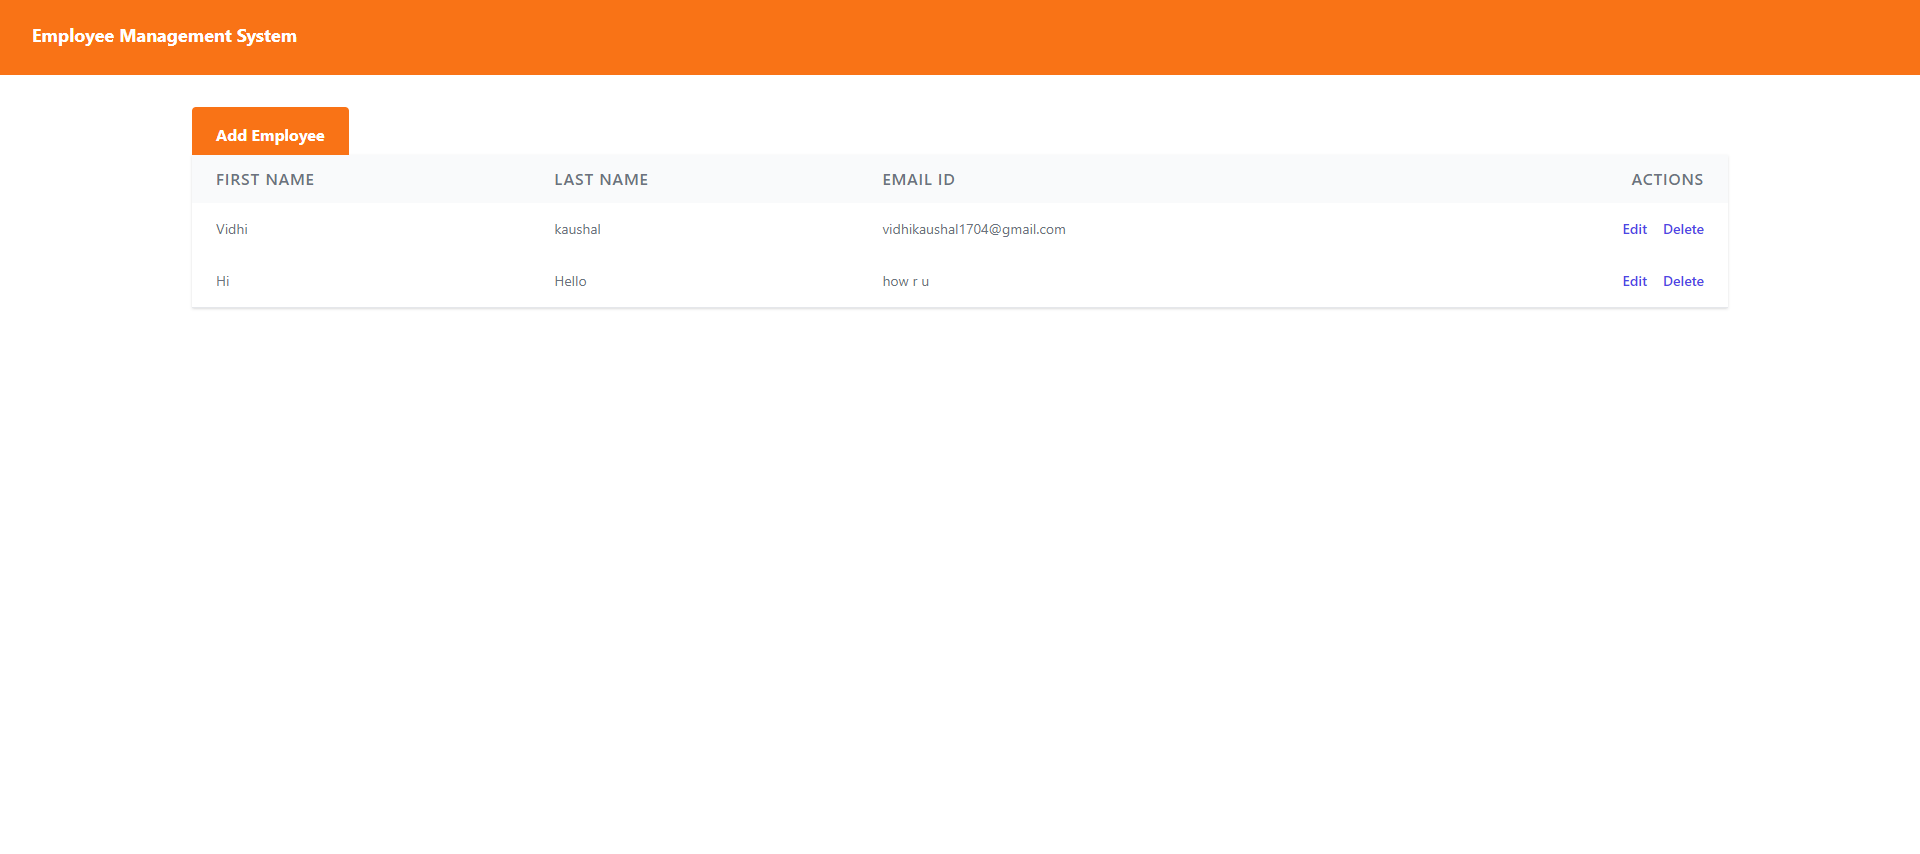 Employee Management System
Add Employee
FIRST NAME LAST NAME EMAIL ID ACTIONS
Vidhi kaushal vidhikaushal1704@gmail.com Edit Delete
Hi Hello how r u Edit Delete